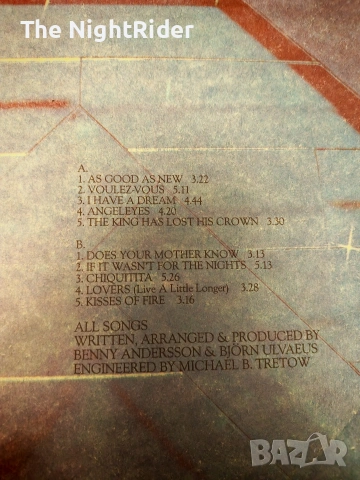 The NightRider
A.
1. AS GOOD AS NEW 3.22
2. VOULEZ-VOUS 5.11
3. I HAVE A DREAM 4.44
4. ANGELEYES 4.20
5. THE KING HAS LOST HIS CROWN 3.30
B.
1. DOES YOUR MOTHER KNOW 3.13
2. IF IT WASN'T FOR THE NIGHTS 5.13
3. CHIQUITITA 5.26
4. LOVERS (Live A Little Longer) 3.28
5. KISSES OF FIRE 3.16
ALL SONGS
WRITTEN, ARRANGED & PRODUCED BY
BENNY ANDERSSON & BJÖRN ULVAEUS
ENGINEERED BY MICHAEL B. TRETOW
BAZAR
bg